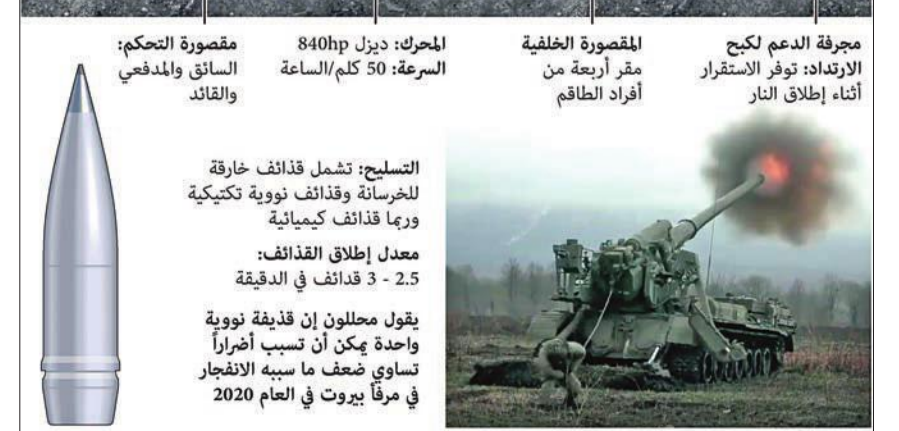 مجرفة الدعم لكبح
الارتداد: توفر الاستقرار
أثناء إطلاق النار
المقصورة الخلفية
مقر أربعة من
أفراد الطاقم
المحرك: ديزل 840hp
السرعة: 50 كلم/الساعة
مقصورة التحكم:
السائق والمدفعي
والقائد
التسليح: تشمل قذائف خارقة
للخرسانة وقذائف نووية تكتيكية
وربما قذائف كيميائية
معدل إطلاق القذائف:
2.5 - 3 قدائف في الدقيقة
يقول محللون إن قذيفة نووية
واحدة يمكن أن تسبب أضراراً
تساوي ضعف ما سببه الانفجار
في مرفأ بيروت في العام 2020